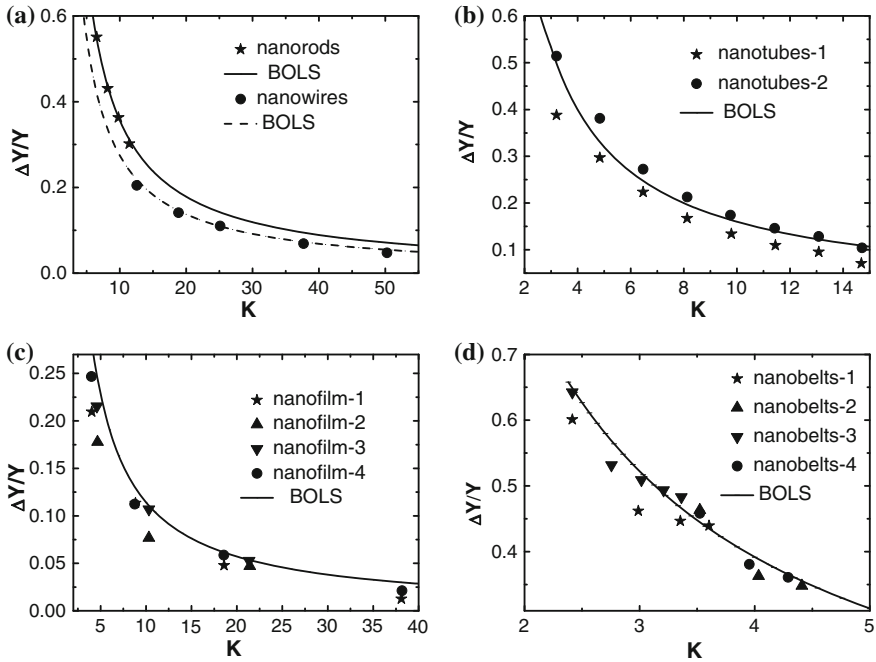 (a)
0.6
0.4
0.2
0.0
ΔY/Y
10 20 30 40 50
K
nanorods
BOLS
nanowires
BOLS
(b)
0.6
0.5
0.4
0.3
0.2
0.1
ΔY/Y
2 4 6 8 10 12 14
K
nanotubes-1
nanotubes-2
BOLS
(c)
0.25
0.20
0.15
0.10
0.05
0.00
ΔY/Y
5 10 15 20 25 30 35 40
K
nanofilm-1
nanofilm-2
nanofilm-3
nanofilm-4
BOLS
(d)
0.7
0.6
0.5
0.4
ΔY/Y
2 3 4 5
K
nanobelts-1
nanobelts-2
nanobelts-3
nanobelts-4
BOLS